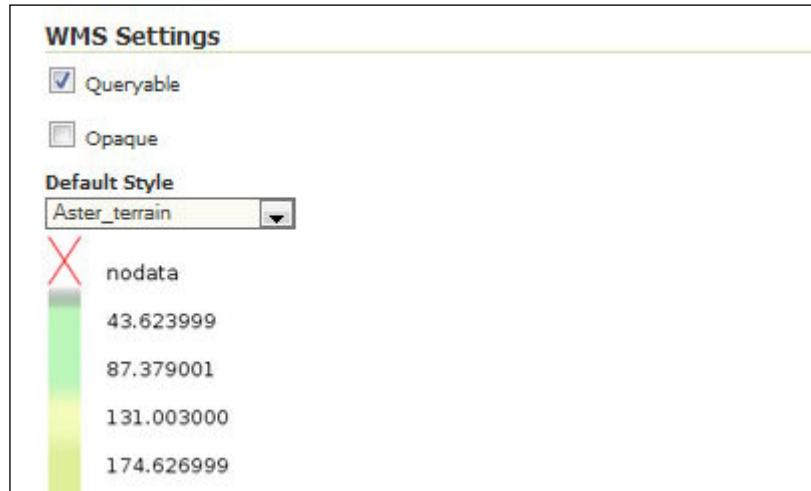 WMS Settings
Queryable
Opaque
Default Style
Aster_terrain
nodata
43.623999
87.379001
131.003000
174.626999